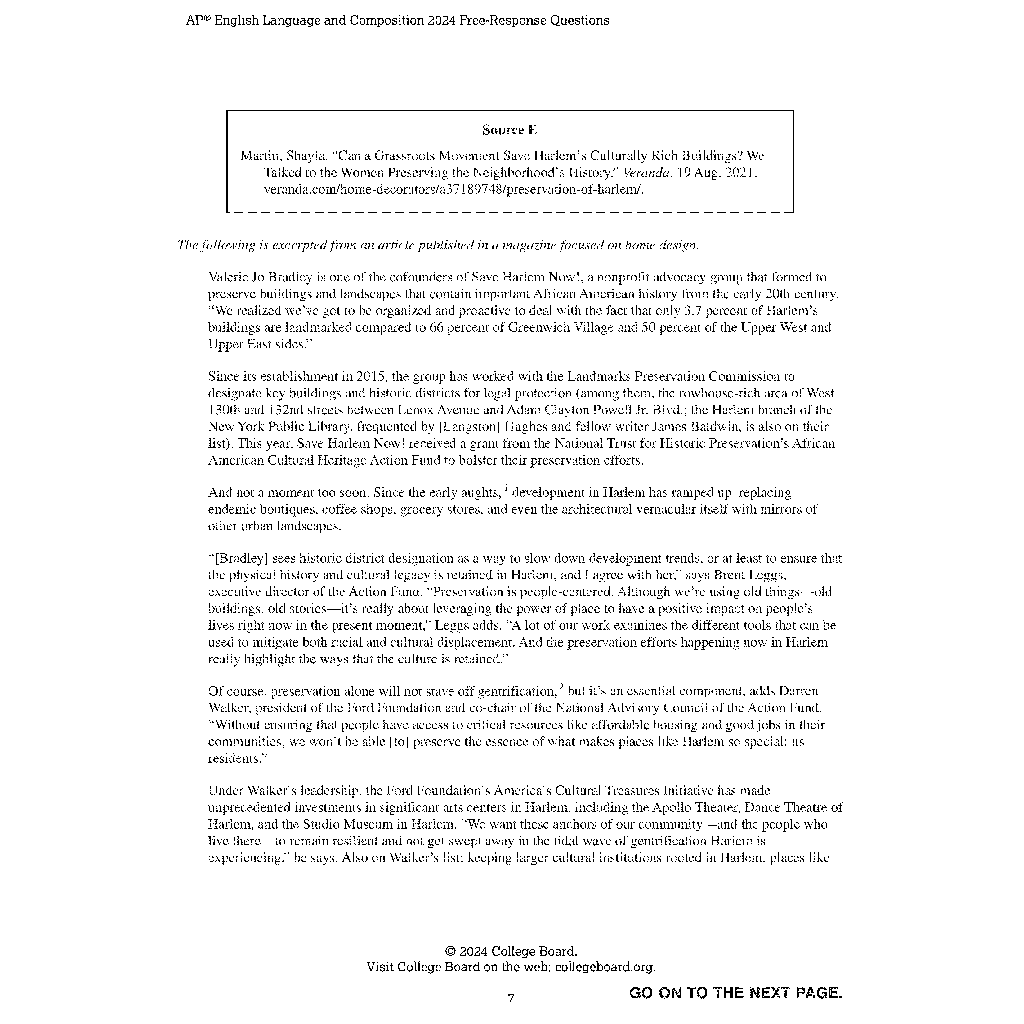 AP® English Language and Composition 2024 Free-Response Questions
Source E
Martin, Shayla. “Can a Grassroots Movement Save Harlem’s Culturally Rich Buildings? We
Talked to the Women Preserving the Neighborhood’s History.” Veranda, 19 Aug. 2021,
veranda.com/home-decorators/a37189748/preservation-of-harlem/.
The following is excerpted from an article published in a magazine focused on home design.
Valerie Jo Bradley is one of the cofounders of Save Harlem Now!, a nonprofit advocacy group that formed to
preserve buildings and landscapes that contain important African American history from the early 20th century.
“We realized we’ve got to be organized and proactive to deal with the fact that only 3.7 percent of Harlem’s
buildings are landmarked compared to 66 percent of Greenwich Village and 50 percent of the Upper West and
Upper East sides.”
Since its establishment in 2015, the group has worked with the Landmarks Preservation Commission to
designate key buildings and historic districts for legal protection (among them, the rowhouse-rich area of West
130th and 132nd streets between Lenox Avenue and Adam Clayton Powell Jr. Blvd.; the Harlem branch of the
New York Public Library, frequented by [Langston] Hughes and fellow writer James Baldwin, is also on their
list). This year, Save Harlem Now! received a grant from the National Trust for Historic Preservation’s African
American Cultural Heritage Action Fund to bolster their preservation efforts.
And not a moment too soon. Since the early aughts,¹ development in Harlem has ramped up, replacing
endemic boutiques, coffee shops, grocery stores, and even the architectural vernacular itself with mirrors of
other urban landscapes.
“[Bradley] sees historic district designation as a way to slow down development trends, or at least to ensure that
the physical history and cultural legacy is retained in Harlem, and I agree with her,” says Brent Leggs,
executive director of the Action Fund. “Preservation is people-centered. Although we’re using old things—old
buildings, old stories—it’s really about leveraging the power of place to have a positive impact on people’s
lives right now in the present moment,” Leggs adds. “A lot of our work examines the different tools that can be
used to mitigate both racial and cultural displacement. And the preservation efforts happening now in Harlem
really highlight the ways that the culture is retained.”
Of course, preservation alone will not stave off gentrification,² but it’s an essential component, adds Darren
Walker, president of the Ford Foundation and co-chair of the National Advisory Council of the Action Fund.
“Without ensuring that people have access to critical resources like affordable housing and good jobs in their
communities, we won’t be able [to] preserve the essence of what makes places like Harlem so special: its
residents.”
Under Walker’s leadership, the Ford Foundation’s America’s Cultural Treasures Initiative has made
unprecedented investments in significant arts centers in Harlem, including the Apollo Theater, Dance Theatre of
Harlem, and the Studio Museum in Harlem. “We want these anchors of our community—and the people who
live there—to remain resilient and not get swept away in the tidal wave of gentrification Harlem is
experiencing,” he says. Also on Walker’s list: keeping larger cultural institutions rooted in Harlem, places like
© 2024 College Board.
Visit College Board on the web: collegeboard.org.
7
GO ON TO THE NEXT PAGE.